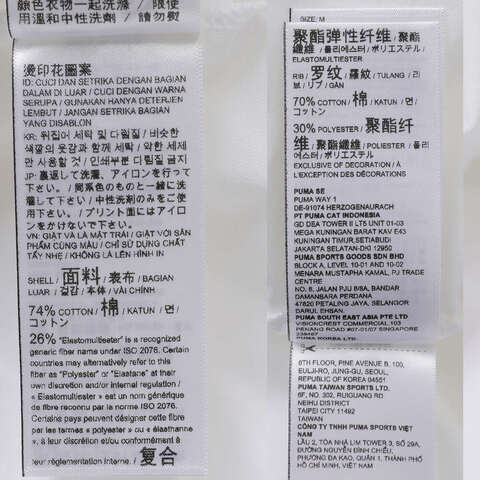 銀色衣物一起洗滌 / 限使
用溫和中性洗劑 / 請勿熨
燙印花圖案
ID: CUCI DAN SETRIKA DENGAN BAGIAN
DALAM DI LUAR / CUCI DENGAN WARNA
SERUPA / GUNAKAN HANYA DETERJEN
LEMBUT / JANGAN SETRIKA BAGIAN
YANG DISABLON
KR: 뒤집어 세탁 및 다림질 / 비슷한
색깔의 옷감과 함께 세탁 / 약한 세제
만 사용할 것 / 인쇄부분 다림질 금지
JP: 裏返して洗濯、アイロンを行って
下さい。 / 同系色のものと一緒に洗濯
して下さい / 中性洗剤のみをご使
用下さい。 / プリント面にはアイロ
ンをかけないで下さい。
VN: GIẶT VÀ LÀ MẶT TRÁI / GIẶT VỚI SẢN
PHẨM CÙNG MÀU / CHỈ SỬ DỤNG CHẤT
TẨY NHẸ / KHÔNG LÀ LÊN HÌNH IN
SHELL / 面料 / 表布 / BAGIAN
LUAR / 겉감 / 本体 / VẢI CHÍNH
74% COTTON / 棉 / KATUN / 면 /
コットン
26% "Elastomultiester" is a recognized
generic fiber name under ISO 2076. Certain
countries may alternatively refer to this
fiber as "Polyester" or "Elastane" at their
own discretion and/or internal regulation /
« Elastomultiester » est un nom générique
de fibre reconnu par la norme ISO 2076.
Certains pays peuvent désigner cette fibre
par les termes « polyester » ou « élasthanne
», à leur discrétion et/ou conformément à
leur réglementation interne. / 复合
SIZE: M
聚酯弹性纤维 / 聚酯
纖維 / 폴리에스터 / ポリエステル /
ELASTOMULTIESTER
RIB / 罗纹 / 羅紋 / TULANG / 리
브 / リブ / GÂN
70% COTTON / 棉 / KATUN / 면 /
コットン
30% POLYESTER / 聚酯纤
维 / 聚酯纖維 / POLIESTER / 폴리
에스터 / ポリエステル
EXCLUSIVE OF DECORATION / À
L'EXCEPTION DES DÉCORATIONS
PUMA SE
PUMA WAY 1
DE-91074 HERZOGENAURACH
PT PUMA CAT INDONESIA
GD DEA TOWER II LT5 UNIT 01-03
MEGA KUNINGAN BARAT KAV E43
KUNINGAN TIMUR,SETIABUDI
JAKARTA SELATAN-DKI 12950
PUMA SPORTS GOODS SDN BHD
BLOCK A, LEVEL 10-01 AND 10-02
MENARA MUSTAPHA KAMAL, PJ TRADE
CENTRE
NO. 8, JALAN PJU 8/8A, BANDAR
DAMANSARA PERDANA
47820 PETALING JAYA, SELANGOR
DARUL EHSAN.
PUMA SOUTH EAST ASIA PTE LTD
VISIONCREST COMMERCIAL, 103
PENANG ROAD #07-01/07 SINGAPORE
PUMA KOREA LTD.
8TH FLOOR, PINE AVENUE B, 100,
EULJI-RO, JUNG-GU, SEOUL,
REPUBLIC OF KOREA 04551
PUMA TAIWAN SPORTS LTD.
6F, NO. 302, RUIGUANG RD
NEIHU DISTRICT
TAIPEI CITY 11492
TAIWAN
CÔNG TY TNHH PUMA SPORTS VIỆT
NAM
LẦU 2, TÒA NHÀ LIM TOWER 3, SỐ 29A,
ĐƯỜNG NGUYỄN ĐÌNH CHIỂU,
PHƯỜNG ĐA KAO, QUẬN 1, THÀNH PHỐ
HỒ CHÍ MINH, VIỆT NAM